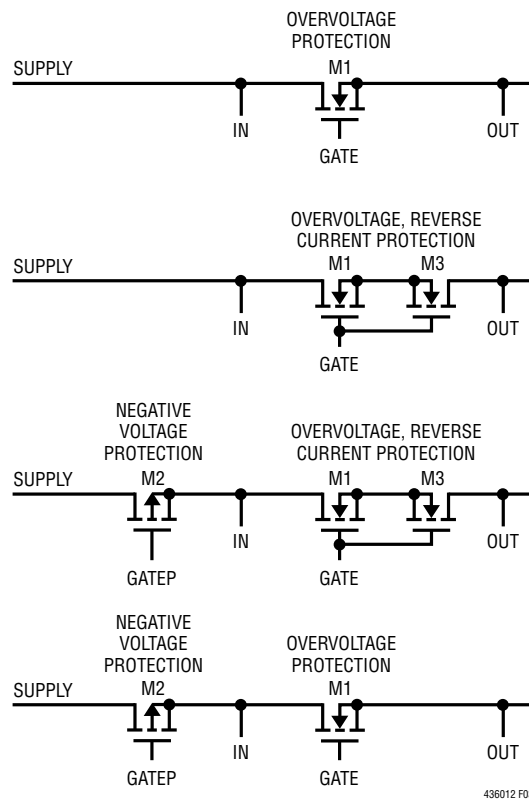 OVERVOLTAGE
PROTECTION
SUPPLY
M1
IN
OUT
GATE
OVERVOLTAGE, REVERSE
CURRENT PROTECTION
SUPPLY
M1 M3
IN
OUT
GATE
NEGATIVE
VOLTAGE
PROTECTION
OVERVOLTAGE, REVERSE
CURRENT PROTECTION
SUPPLY
M2
M1 M3
IN
OUT
GATEP
GATE
NEGATIVE
VOLTAGE
PROTECTION
OVERVOLTAGE
PROTECTION
SUPPLY
M2
M1
IN
OUT
GATEP
GATE